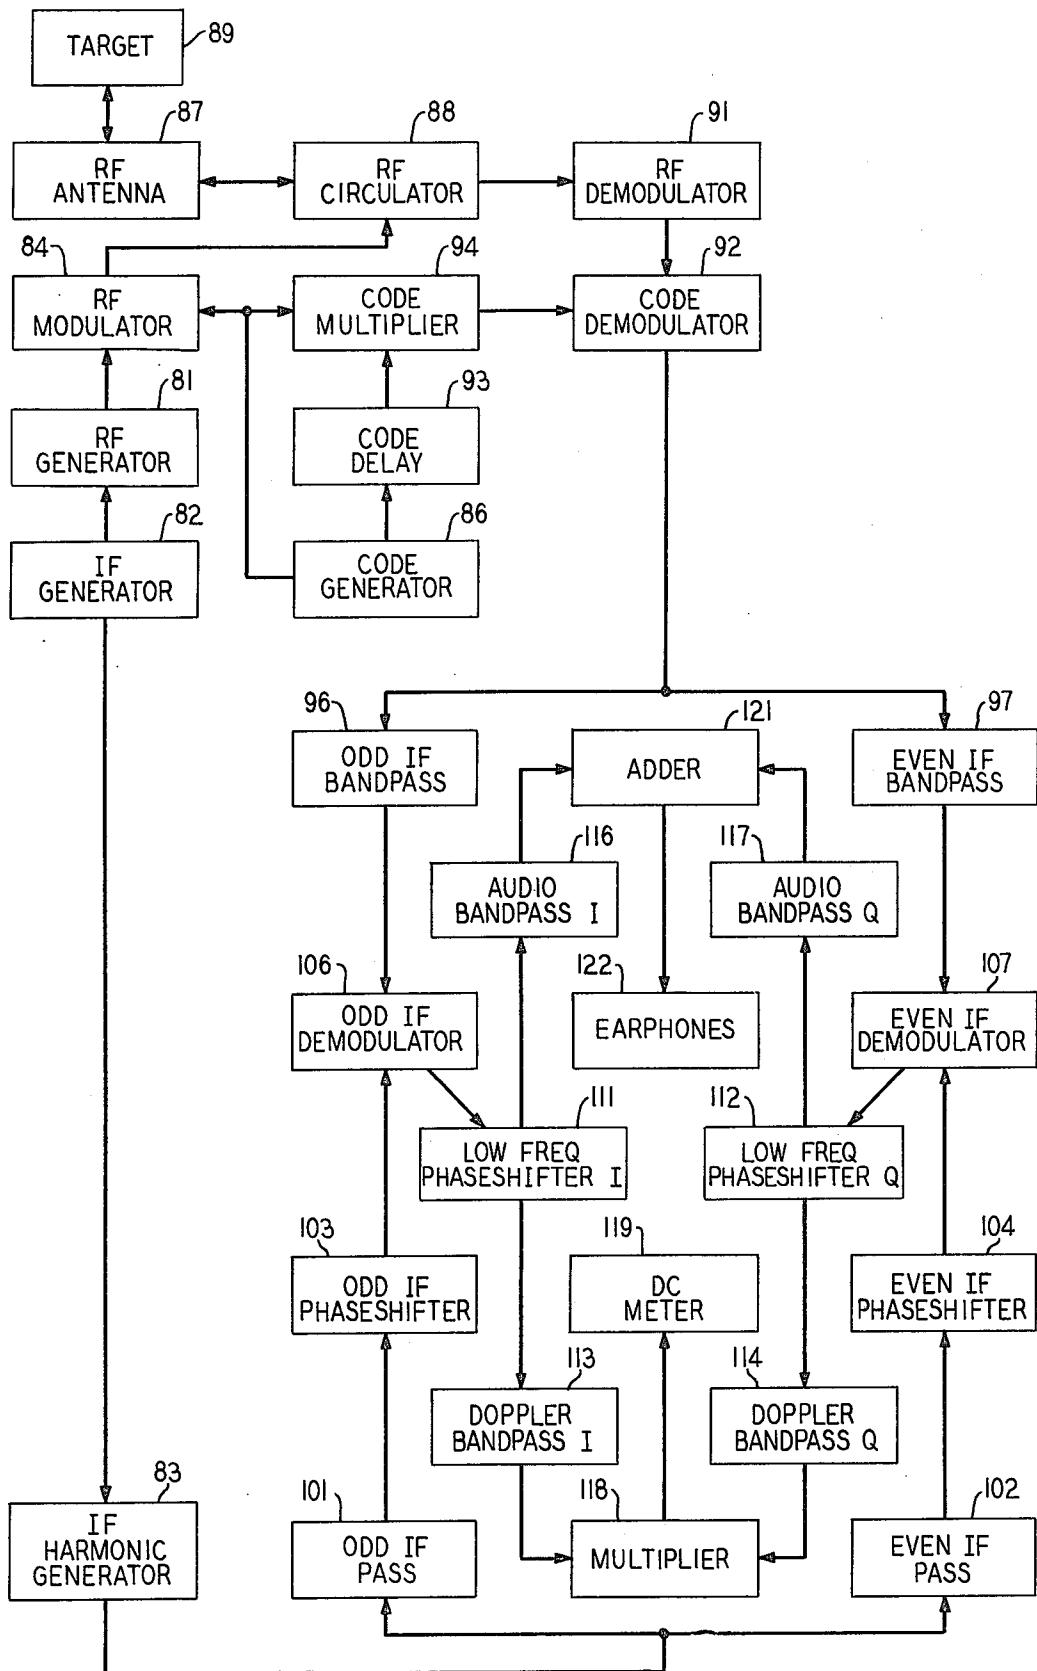 TARGET
89
87
88
91
RF
ANTENNA
RF
CIRCULATOR
RF
DEMODULATOR
84
94
92
RF
MODULATOR
CODE
MULTIPLIER
CODE
DEMODULATOR
81
93
RF
GENERATOR
CODE
DELAY
82
86
IF
GENERATOR
CODE
GENERATOR
96
121
97
ODD IF
BANDPASS
ADDER
EVEN IF
BANDPASS
116
117
AUDIO
BANDPASS I
AUDIO
BANDPASS Q
106
122
107
ODD IF
DEMODULATOR
EARPHONES
EVEN IF
DEMODULATOR
111
112
LOW FREQ
PHASESHIFTER I
LOW FREQ
PHASESHIFTER Q
103
119
104
ODD IF
PHASESHIFTER
DC
METER
EVEN IF
PHASESHIFTER
113
114
DOPPLER
BANDPASS I
DOPPLER
BANDPASS Q
83
101
118
102
IF
HARMONIC
GENERATOR
ODD IF
PASS
MULTIPLIER
EVEN IF
PASS